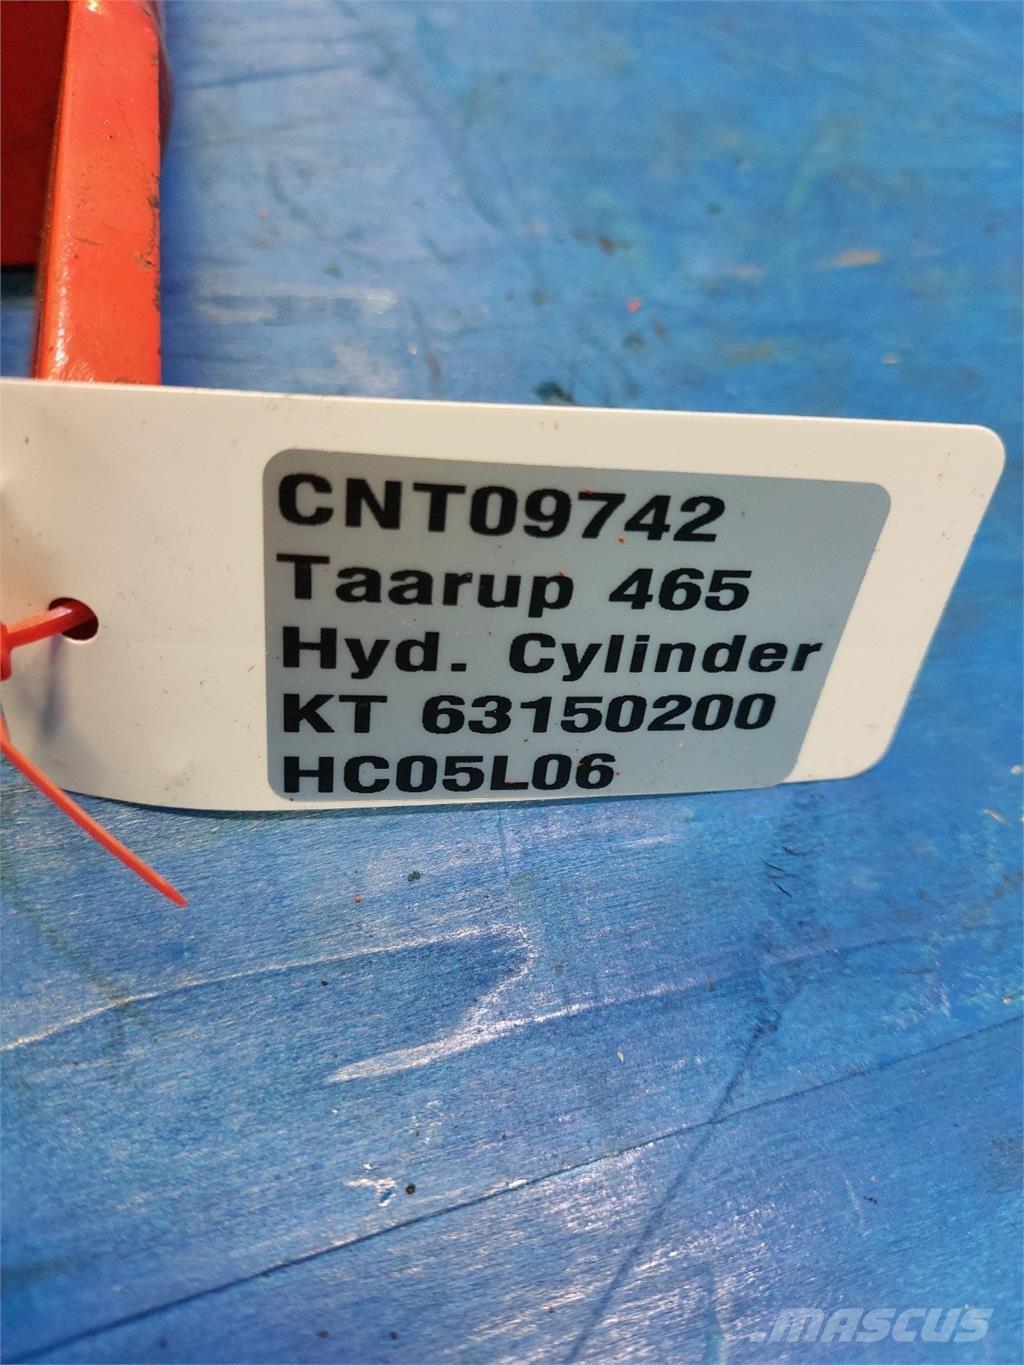 CNT09742
Taarup 465
Hyd. Cylinder
KT 63150200
HC05L06
MASCUS